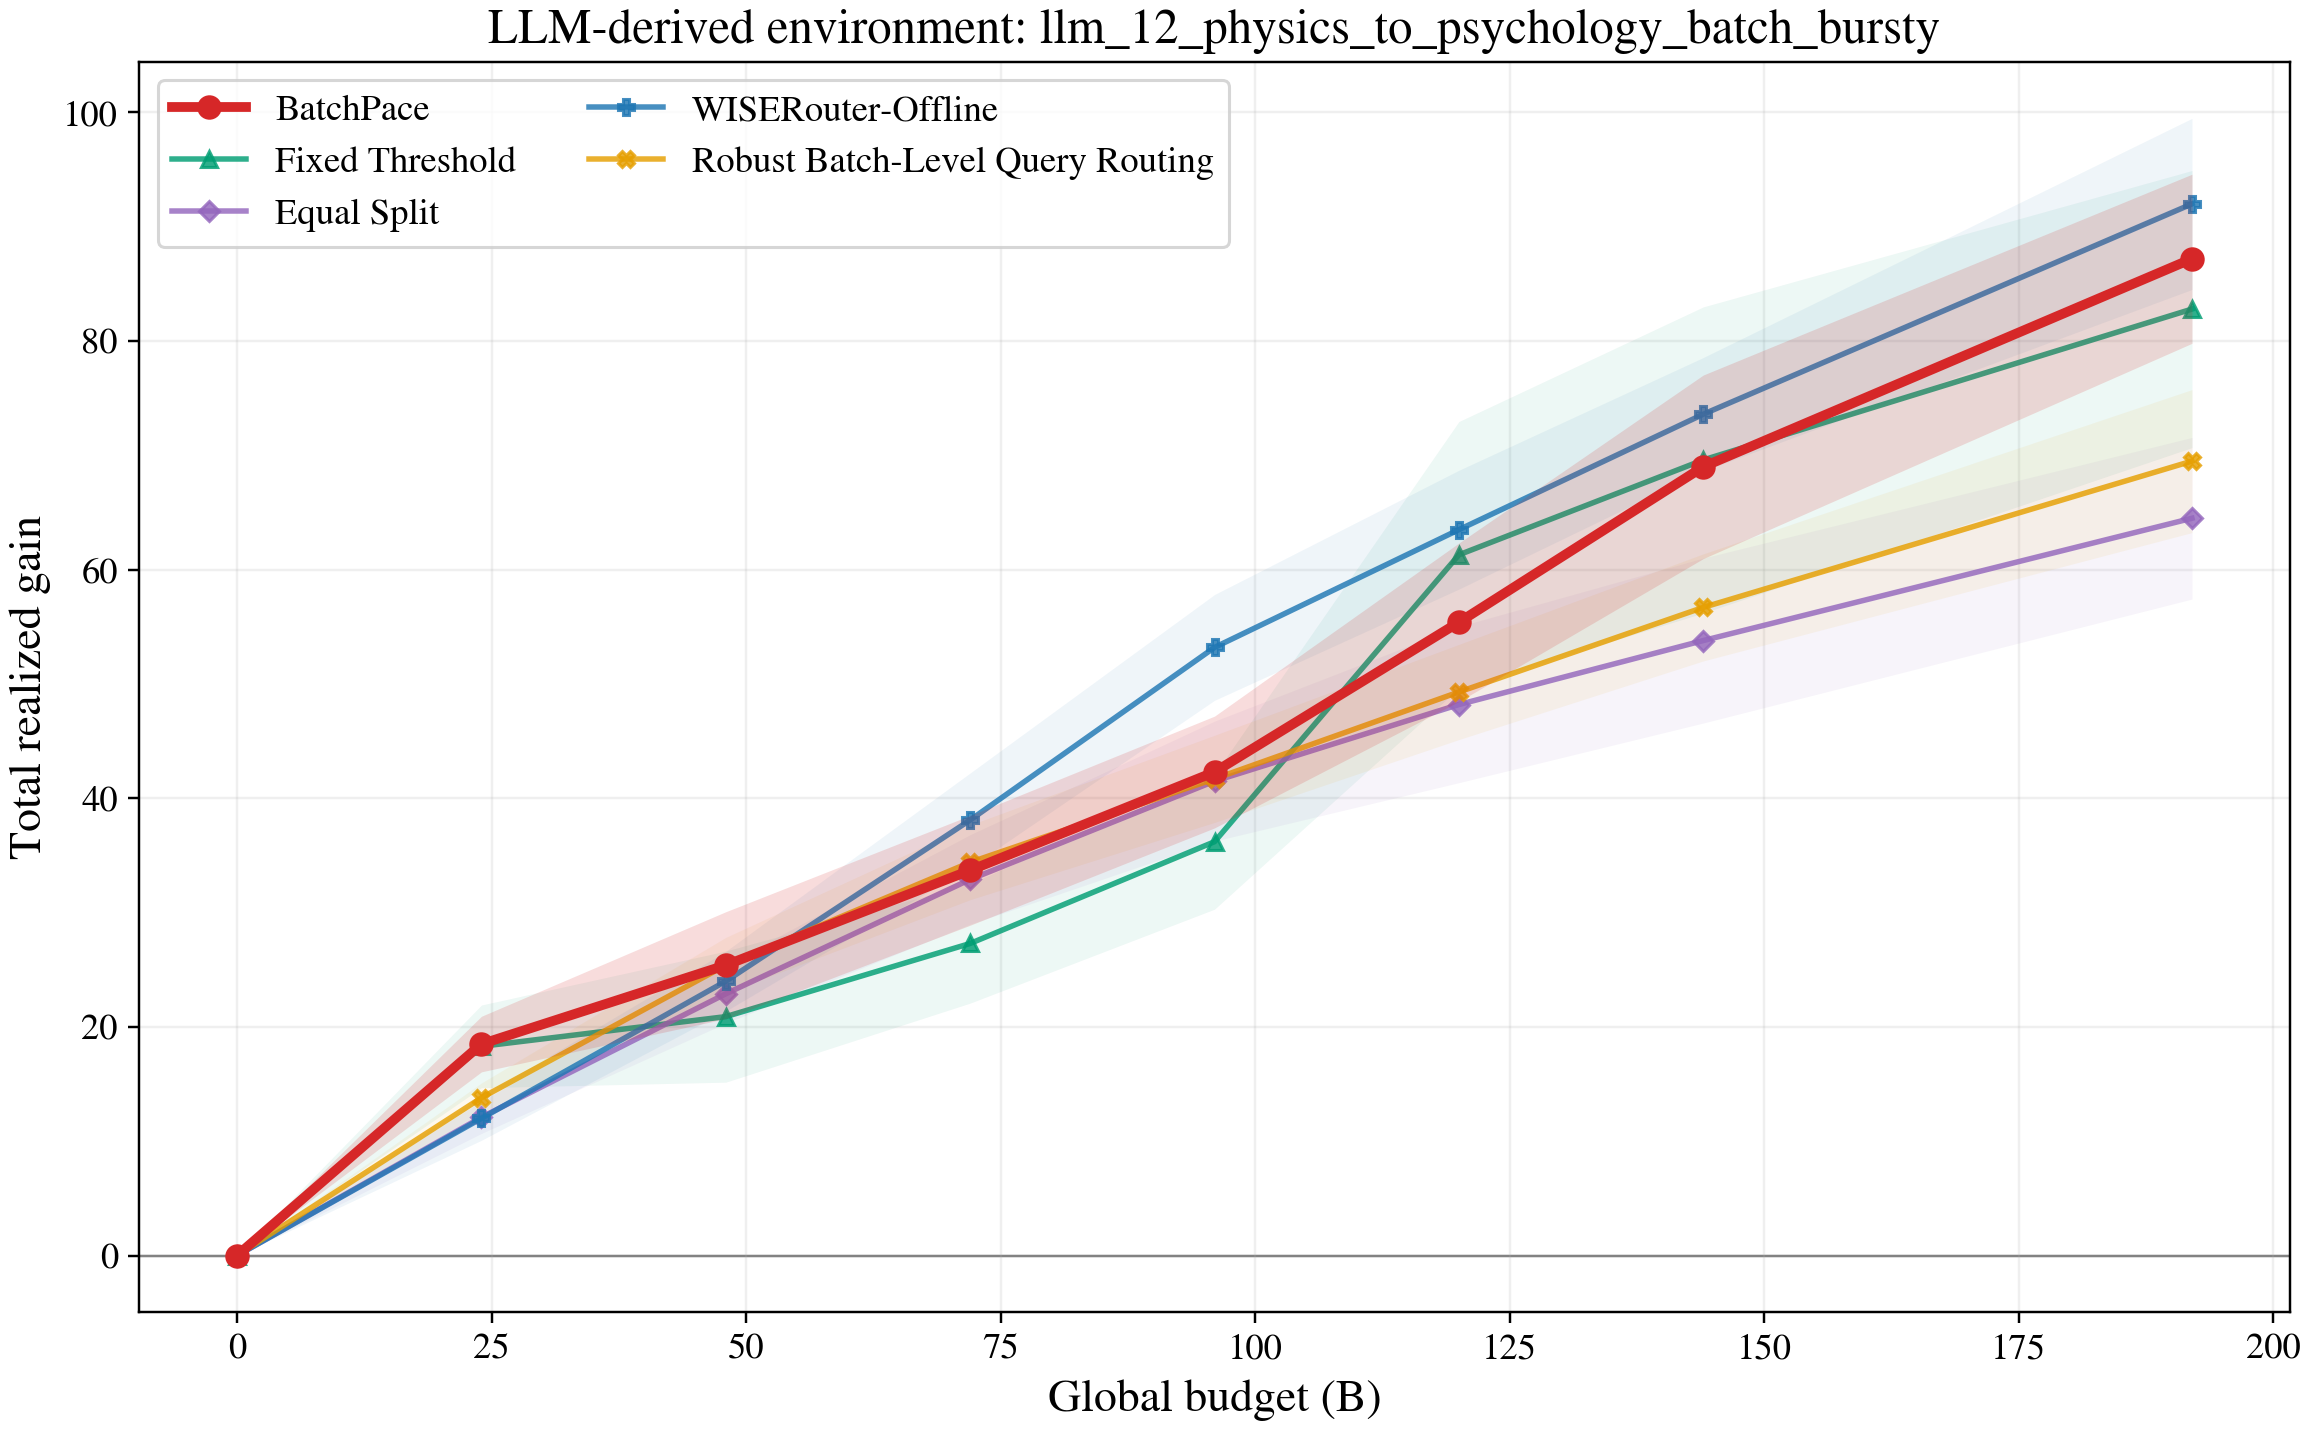 LLM-derived environment: llm_12_physics_to_psychology_batch_bursty
BatchPace
Fixed Threshold
Equal Split
WISERouter-Offline
Robust Batch-Level Query Routing
Total realized gain
100
80
60
40
20
0
0 25 50 75 100 125 150 175 200
Global budget (B)